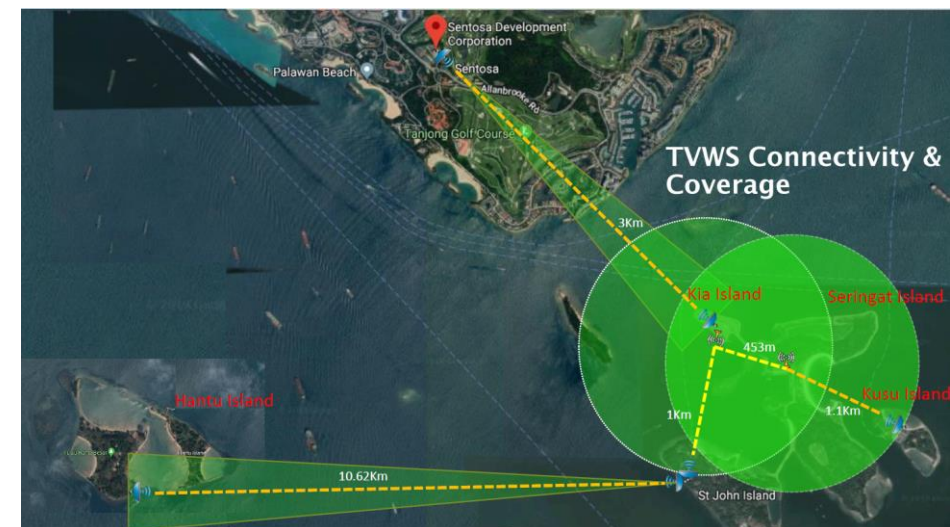 Sentosa Development
Corporation
Sentosa
Palawan Beach
Allanbrooke Rd
Tanjong Golf Course
TVWS Connectivity &
Coverage
3Km
Kia Island
Seringat Island
453m
Hantu Island
Kusu Island
1.1Km
1Km
10.62Km
St John Island